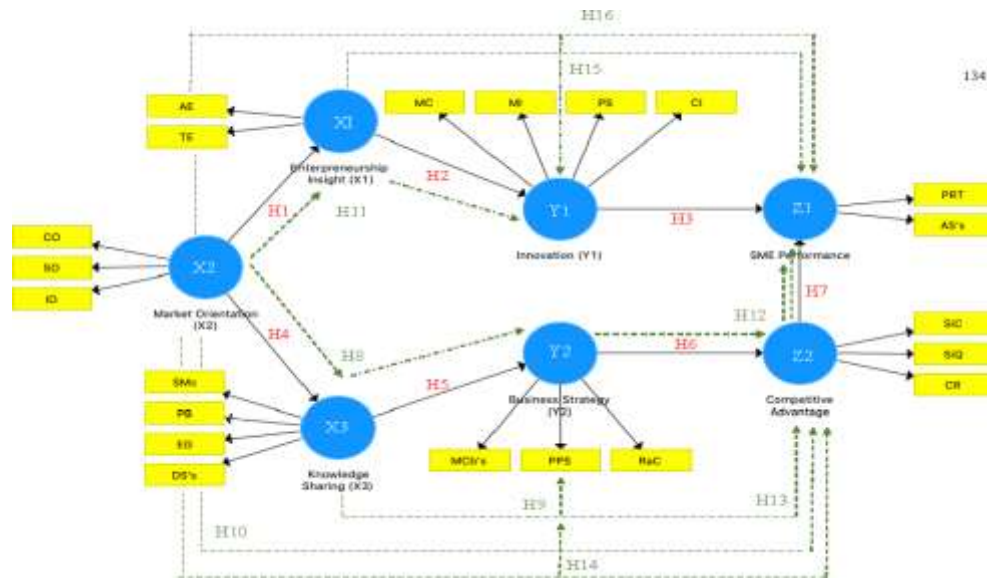 H16
134
H15
AE
MC
MI
PS
CI
X1
TE
Enterpreneurship
Insight (X1)
H2
PRT
H1
H11
Y1
H3
Z1
AS's
CO
Innovation (Y1)
SME Performance
SO
X2
IO
H7
Market Orientation
(X2)
H12
H4
SIC
H8
Y2
H6
Z2
SIQ
SMs
H5
CR
PB
Business Strategy
(Y2)
Competitive
Advantage
X3
EG
DS's
MCb's
PPS
RaC
Knowledge
Sharing (X3)
H9
H13
H10
H14